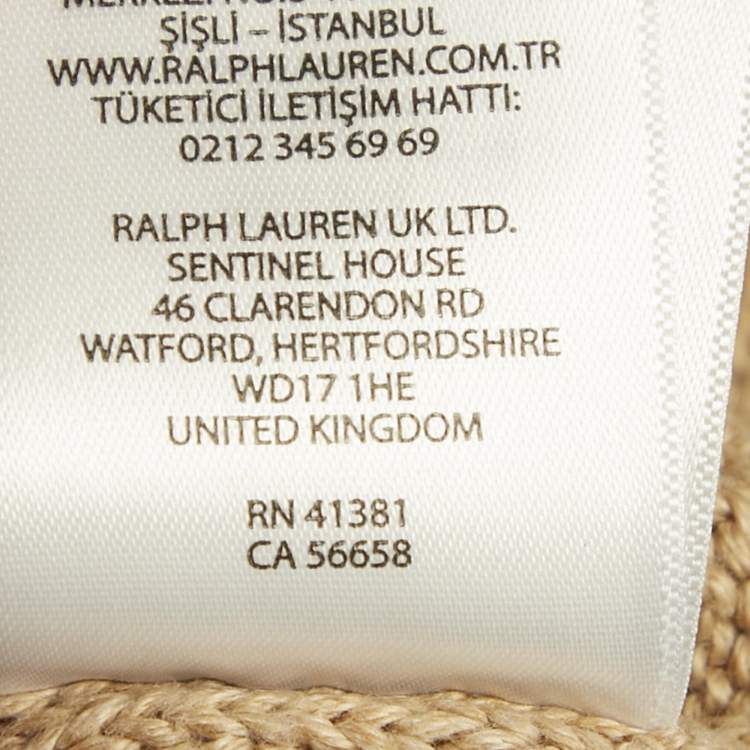 ŞİŞLİ – İSTANBUL
WWW.RALPHLAUREN.COM.TR
TÜKETİCİ İLETİŞİM HATTI:
0212 345 69 69
RALPH LAUREN UK LTD.
SENTINEL HOUSE
46 CLARENDON RD
WATFORD, HERTFORDSHIRE
WD17 1HE
UNITED KINGDOM
RN 41381
CA 56658